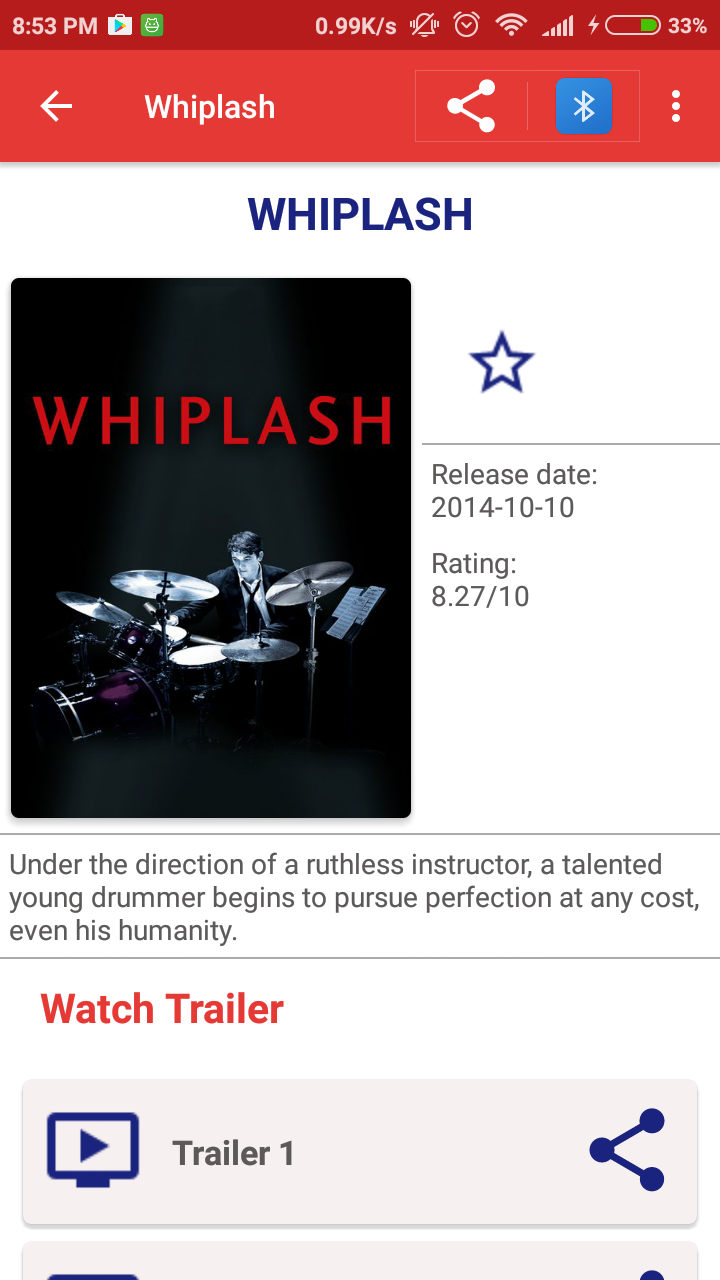 8:53 PM 0.99K/s 33%
Whiplash
WHIPLASH
WHIPLASH
Release date:
2014-10-10
Rating:
8.27/10
Under the direction of a ruthless instructor, a talented
young drummer begins to pursue perfection at any cost,
even his humanity.
Watch Trailer
Trailer 1